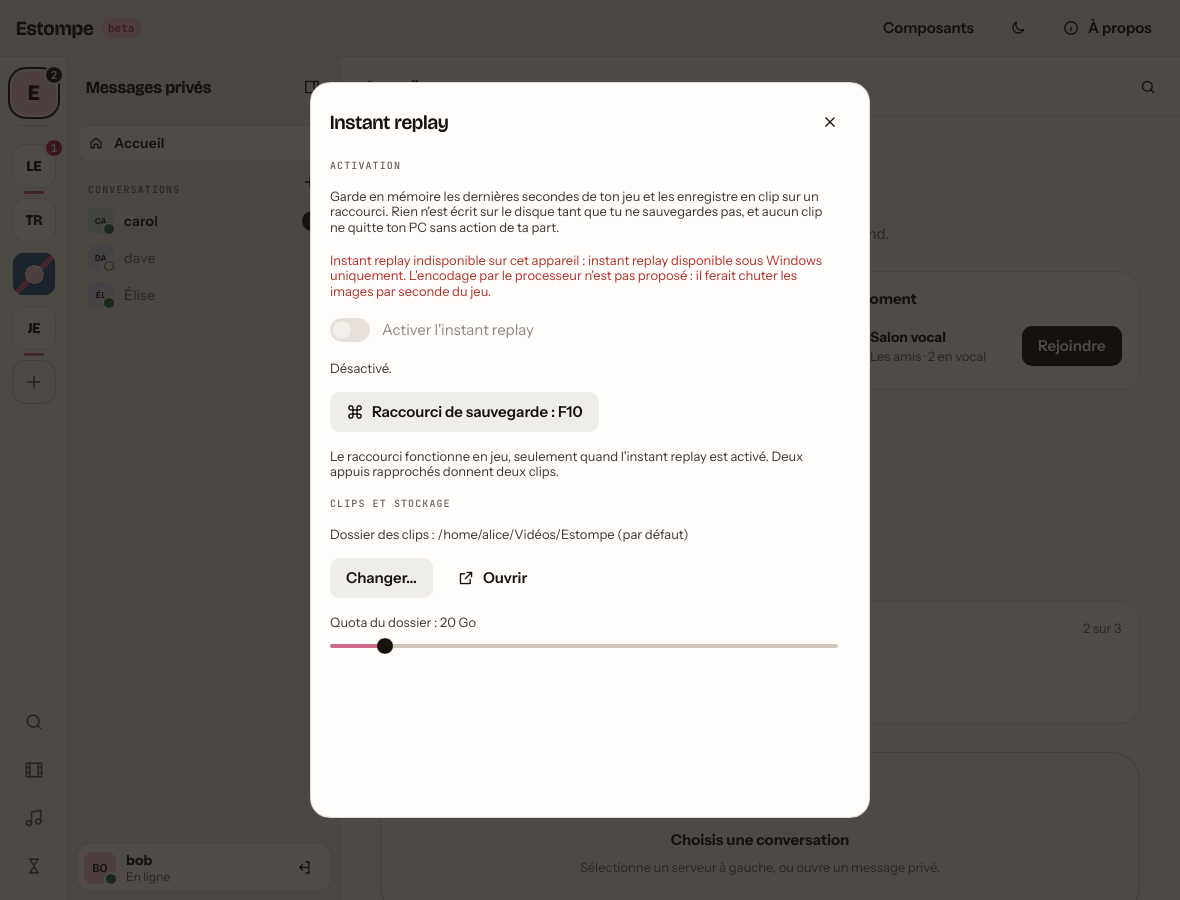 Estompe beta
Composants
À propos
E 2
Messages privés
LE 1
Accueil
CONVERSATIONS
TR
CA carol
DA dave
ÉL Élise
JE
Instant replay
ACTIVATION
Garde en mémoire les dernières secondes de ton jeu et les enregistre en clip sur un
raccourci. Rien n'est écrit sur le disque tant que tu ne sauvegardes pas, et aucun clip
ne quitte ton PC sans action de ta part.
Instant replay indisponible sur cet appareil : instant replay disponible sous Windows
uniquement. L'encodage par le processeur n'est pas proposé : il ferait chuter les
images par seconde du jeu.
Activer l'instant replay
Désactivé.
Raccourci de sauvegarde : F10
Le raccourci fonctionne en jeu, seulement quand l'instant replay est activé. Deux
appuis rapprochés donnent deux clips.
CLIPS ET STOCKAGE
Dossier des clips : /home/alice/Vidéos/Estompe (par défaut)
Changer...
Ouvrir
Quota du dossier : 20 Go
nd.
oment
Salon vocal
Les amis · 2 en vocal
Rejoindre
2 sur 3
Choisis une conversation
Sélectionne un serveur à gauche, ou ouvre un message privé.
BO bob
En ligne